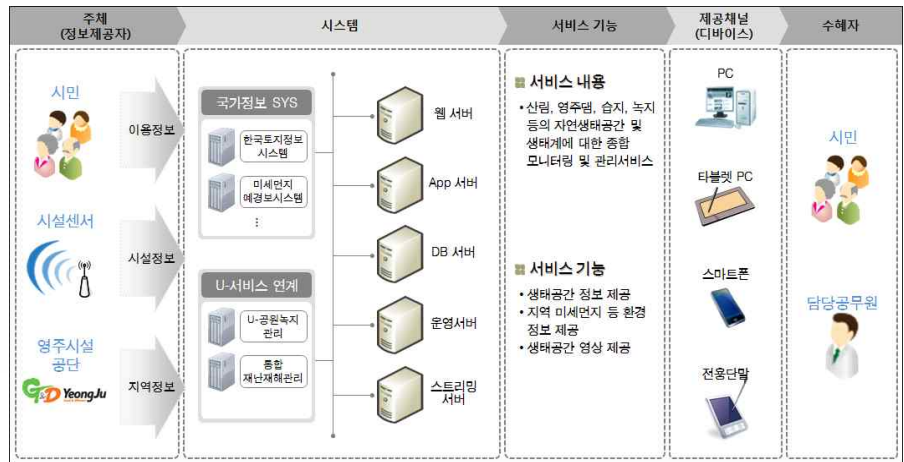 주체
(정보제공자)
시스템
서비스 기능
제공채널
(디바이스)
수혜자
시민
이용정보
시설센서
시설정보
영주시설
공단
YeongJu
지역정보
국가정보 SYS
한국토지정보
시스템
미세먼지
예경보시스템
⋮
U-서비스 연계
U-공원녹지
관리
통합
재난재해관리
웹 서버
App 서버
DB 서버
운영서버
스트리밍
서버
서비스 내용
• 산림, 영주댐, 습지, 녹지
등의 자연생태공간 및
생태계에 대한 종합
모니터링 및 관리서비스
서비스 기능
• 생태공간 정보 제공
• 지역 미세먼지 등 환경
정보 제공
• 생태공간 영상 제공
PC
타블렛 PC
스마트폰
전용단말
시민
담당공무원